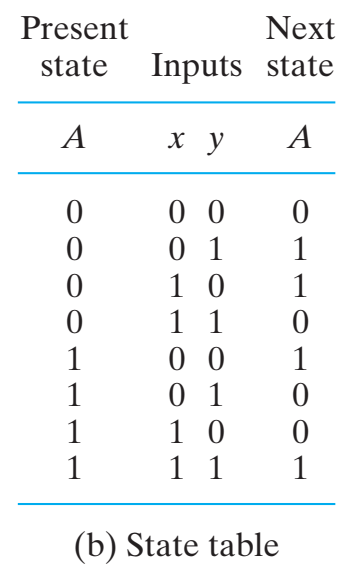 Present Next
state Inputs state
A x y A
0 0 0 0
0 0 1 1
0 1 0 1
0 1 1 0
1 0 0 1
1 0 1 0
1 1 0 0
1 1 1 1
(b) State table